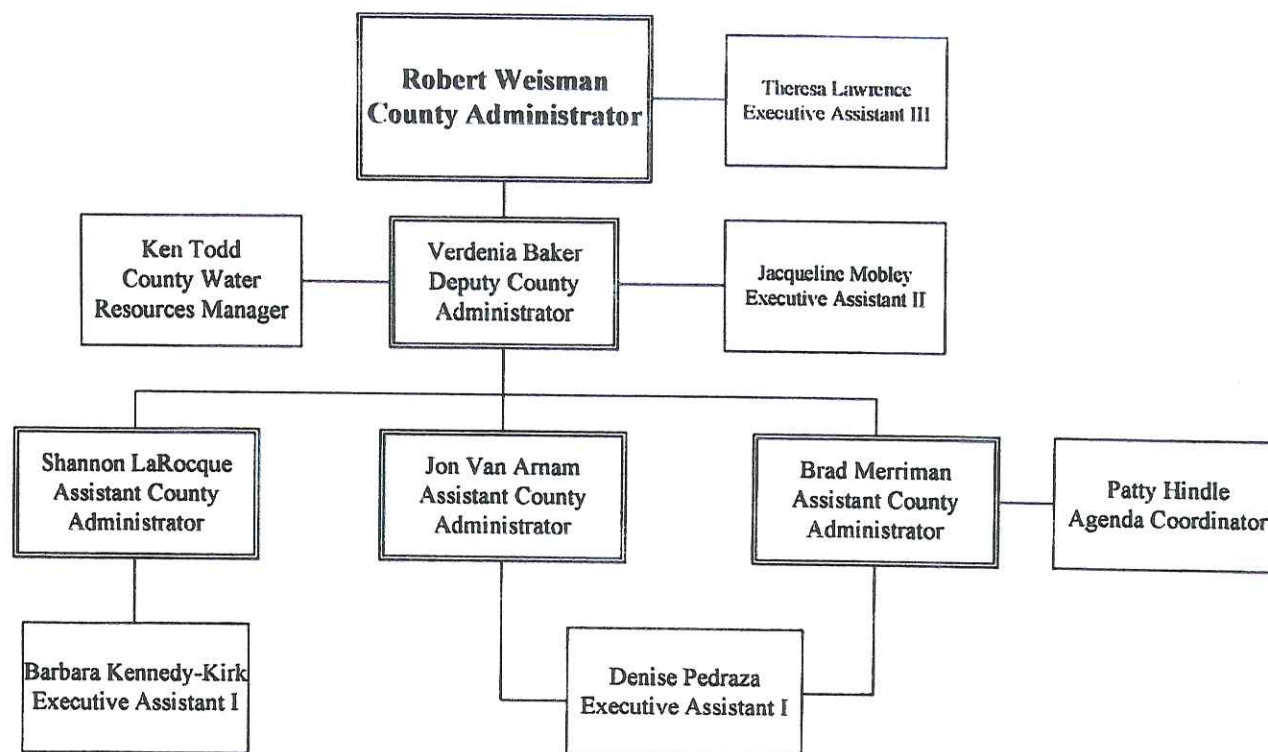 Robert Weisman
County Administrator
Theresa Lawrence
Executive Assistant III
Ken Todd
County Water
Resources Manager
Verdenia Baker
Deputy County
Administrator
Jacqueline Mobley
Executive Assistant II
Shannon LaRocque
Assistant County
Administrator
Jon Van Arnam
Assistant County
Administrator
Brad Merriman
Assistant County
Administrator
Patty Hindle
Agenda Coordinator
Barbara Kennedy-Kirk
Executive Assistant I
Denise Pedraza
Executive Assistant I